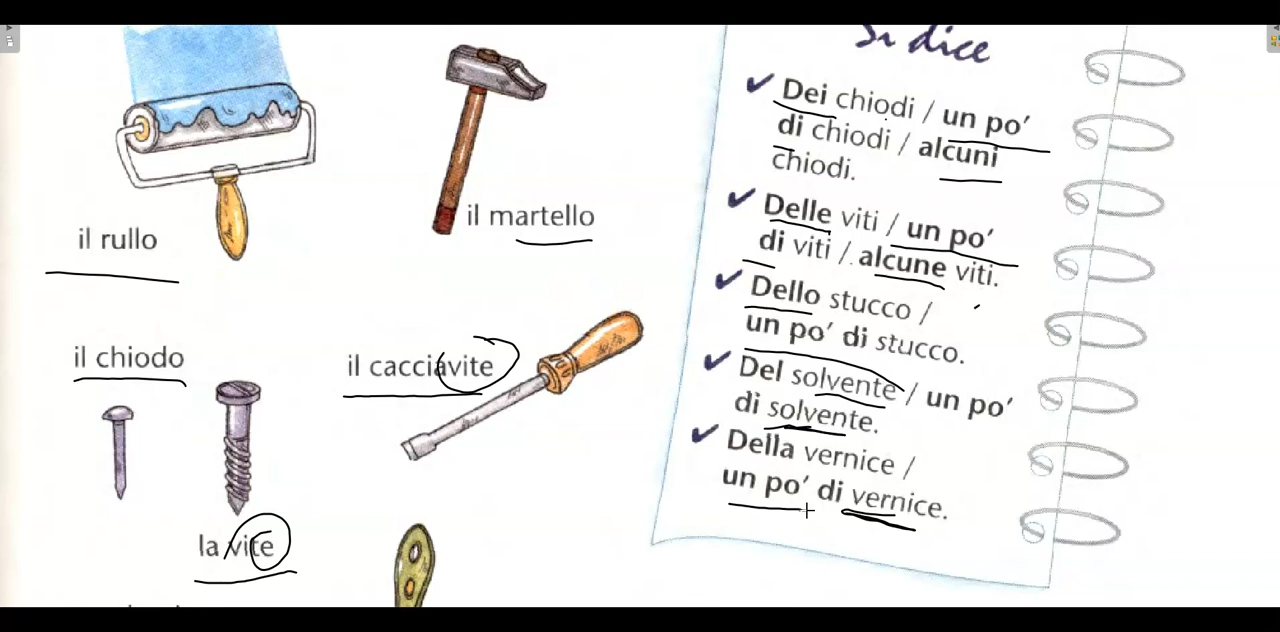 il rullo
il martello
il chiodo
il cacciavite
la vite
Si dice
✔ Dei chiodi / un po'
di chiodi / alcuni
chiodi.
✔ Delle viti / un po'
di viti / alcune viti.
✔ Dello stucco /
un po' di stucco.
✔ Del solvente / un po'
di solvente.
✔ Della vernice /
un po' di vernice.